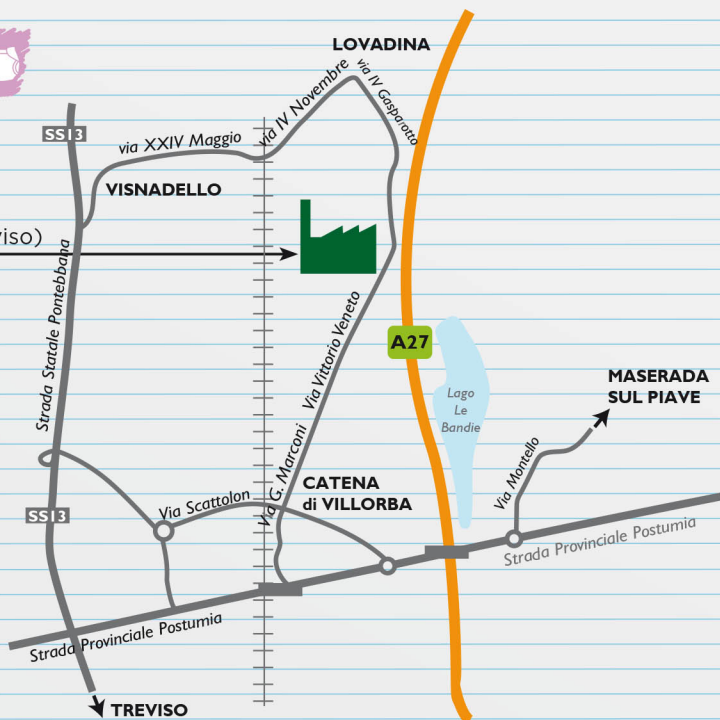 LOVADINA
via IV Novembre
via IV Gasparotto
SS13
via XXIV Maggio
VISNADELLO
iso)
Strada Statale Pontebbana
Via Vittorio Veneto
A27
Lago
Le
Bandie
MASERADA
SUL PIAVE
Via Montello
Via G. Marconi
CATENA
di VILLORBA
Via Scattolon
SS13
Strada Provinciale Postumia
Strada Provinciale Postumia
TREVISO